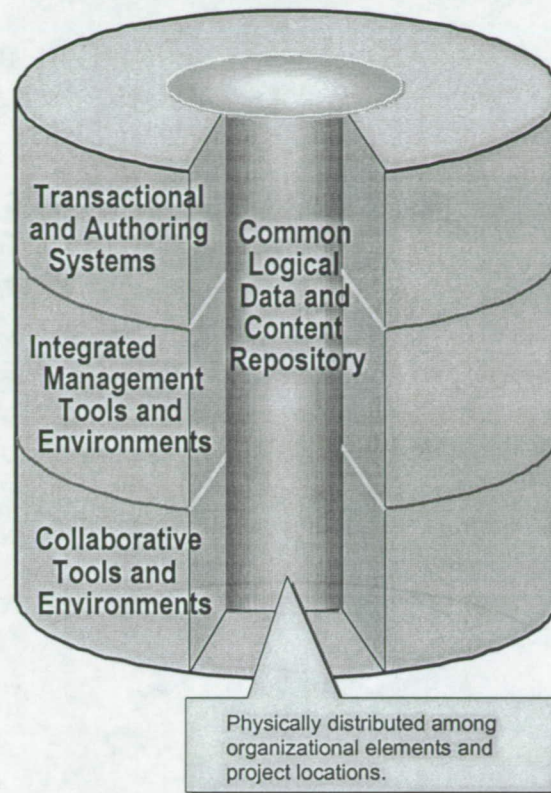 Transactional
and Authoring
Systems
Common
Logical
Data and
Content
Repository
Integrated
Management
Tools and
Environments
Collaborative
Tools and
Environments
Physically distributed among
organizational elements and
project locations.